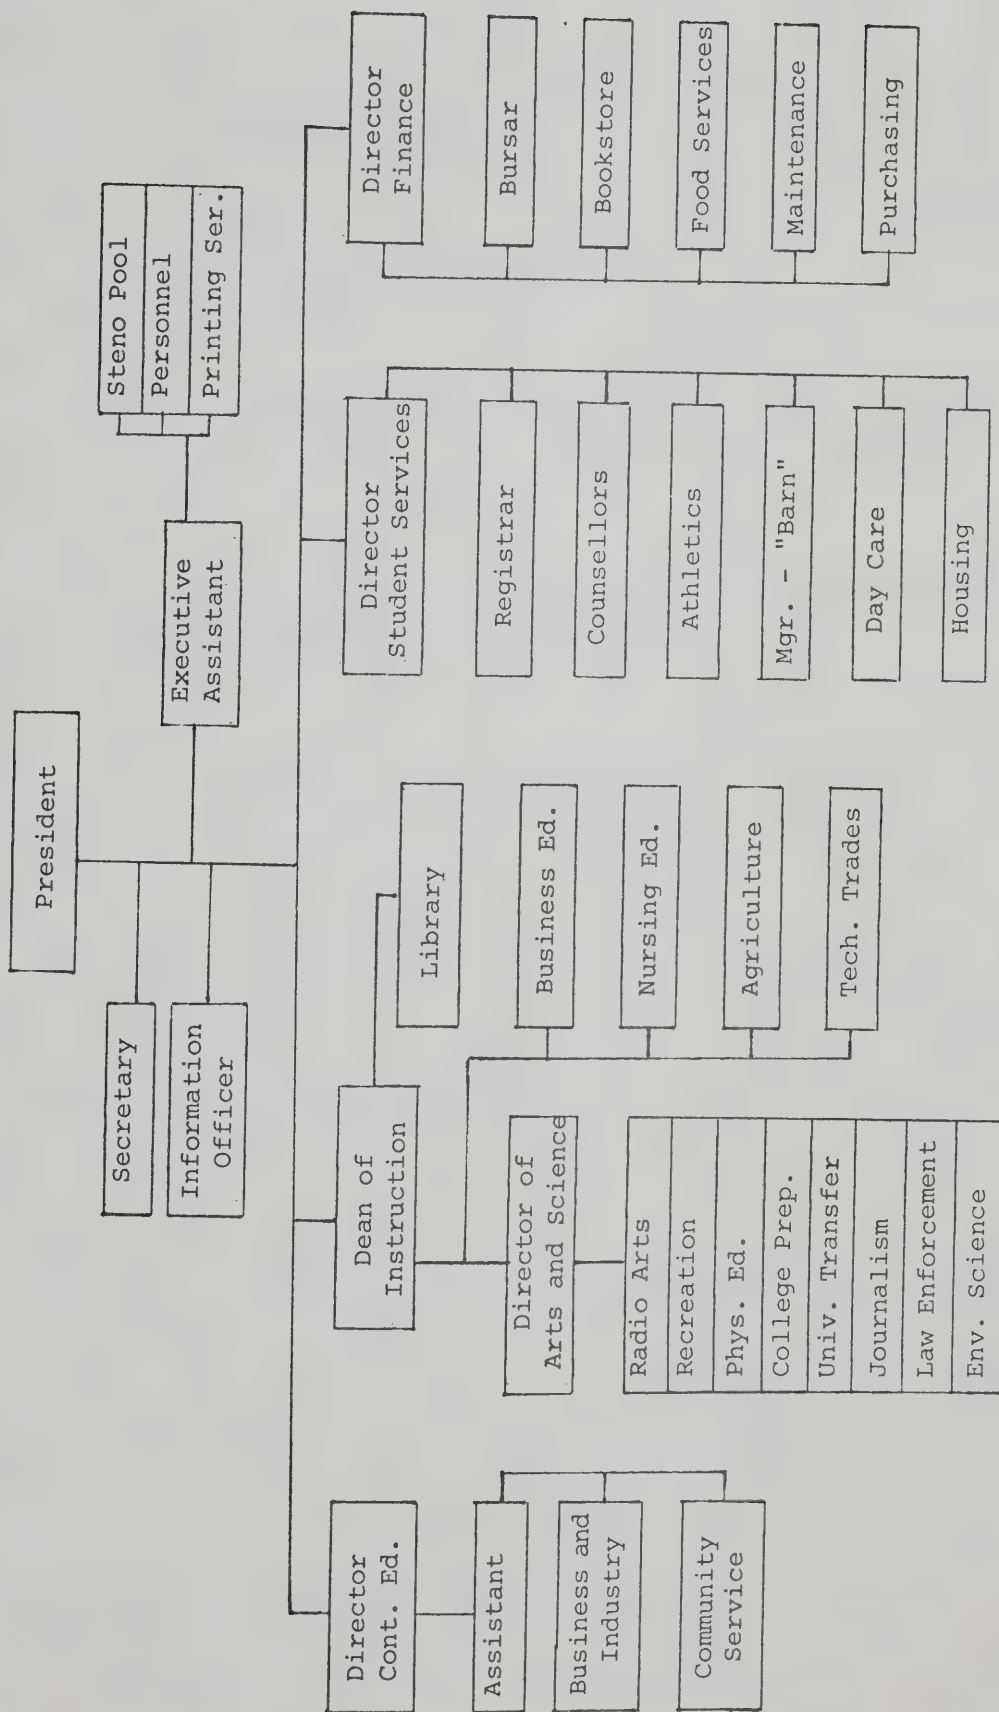 President
Secretary
Information
Officer
Executive
Assistant
Steno Pool
Personnel
Printing Ser.
Director
Cont. Ed.
Assistant
Business and
Industry
Community
Service
Dean of
Instruction
Library
Director of
Arts and Science
Radio Arts
Recreation
Phys. Ed.
College Prep.
Univ. Transfer
Journalism
Law Enforcement
Env. Science
Business Ed.
Nursing Ed.
Agriculture
Tech. Trades
Director
Student Services
Registrar
Counsellors
Athletics
Mgr. - "Barn"
Day Care
Housing
Director
Finance
Bursar
Bookstore
Food Services
Maintenance
Purchasing